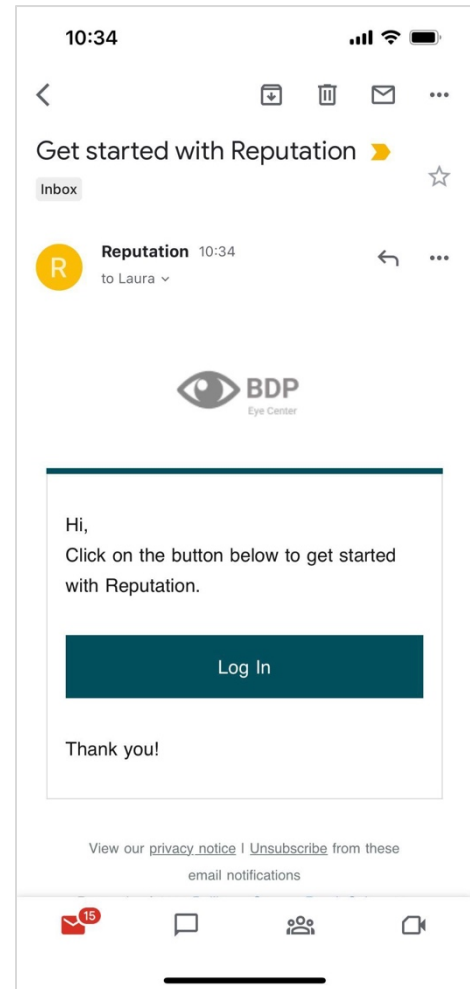 10:34
Get started with Reputation
Inbox
R
Reputation 10:34
to Laura
BDP
Eye Center
Hi,
Click on the button below to get started
with Reputation.
Log In
Thank you!
View our privacy notice | Unsubscribe from these
email notifications
15